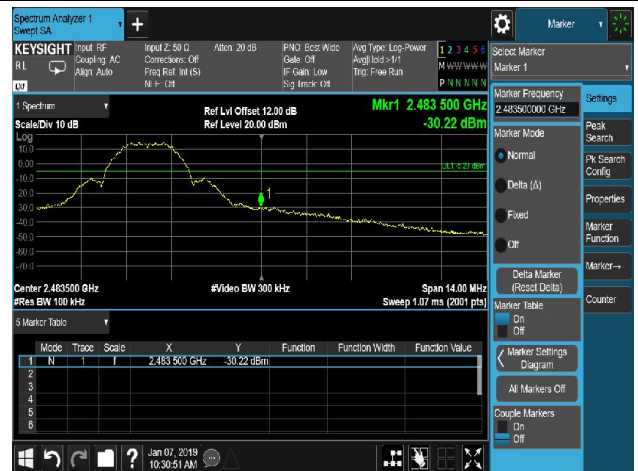 Spectrum Analyzer 1
Swept SA
Marker
KEYSIGHT
Input: RF
Input Z: 50 Ω
Atten: 20 dB
PNO: Best Wide
Avg Type: Log-Power
1 2 3 4 5 6
Select Marker
RL
Coupling: AC
Corrections: Off
Gate: Off
Avg|Hold:>1/1
M W W W W W
Marker 1
Align: Auto
Freq Ref: Int (S)
IF Gain: Low
Trig: Free Run
NFE: Off
Sig Track: Off
P N N N N N
1 Spectrum
Ref Lvl Offset 12.00 dB
Mkr1 2.483 500 GHz
Marker Frequency
2.483500000 GHz
Settings
Scale/Div 10 dB
Ref Level 20.00 dBm
-30.22 dBm
Marker Mode
Peak
Search
Log
10.0
0.00
-10.0
-20.0
-30.0
-40.0
-50.0
-60.0
-70.0
1
Normal
Pk Search
Config
Delta (Δ)
Properties
Fixed
Marker
Function
Off
Center 2.483500 GHz
#Video BW 300 kHz
Span 14.00 MHz
Delta Marker
(Reset Delta)
Marker→
#Res BW 100 kHz
Sweep 1.07 ms (2001 pts)
Marker Table
Counter
On
Off
5 Marker Table
Mode Trace Scale X Y Function Function Width Function Value
1 N 1 f 2.483 500 GHz -30.22 dBm
2
3
4
5
6
Marker Settings
Diagram
All Markers Off
Couple Markers
On
Off
?
Jan 07, 2019
10:30:51 AM